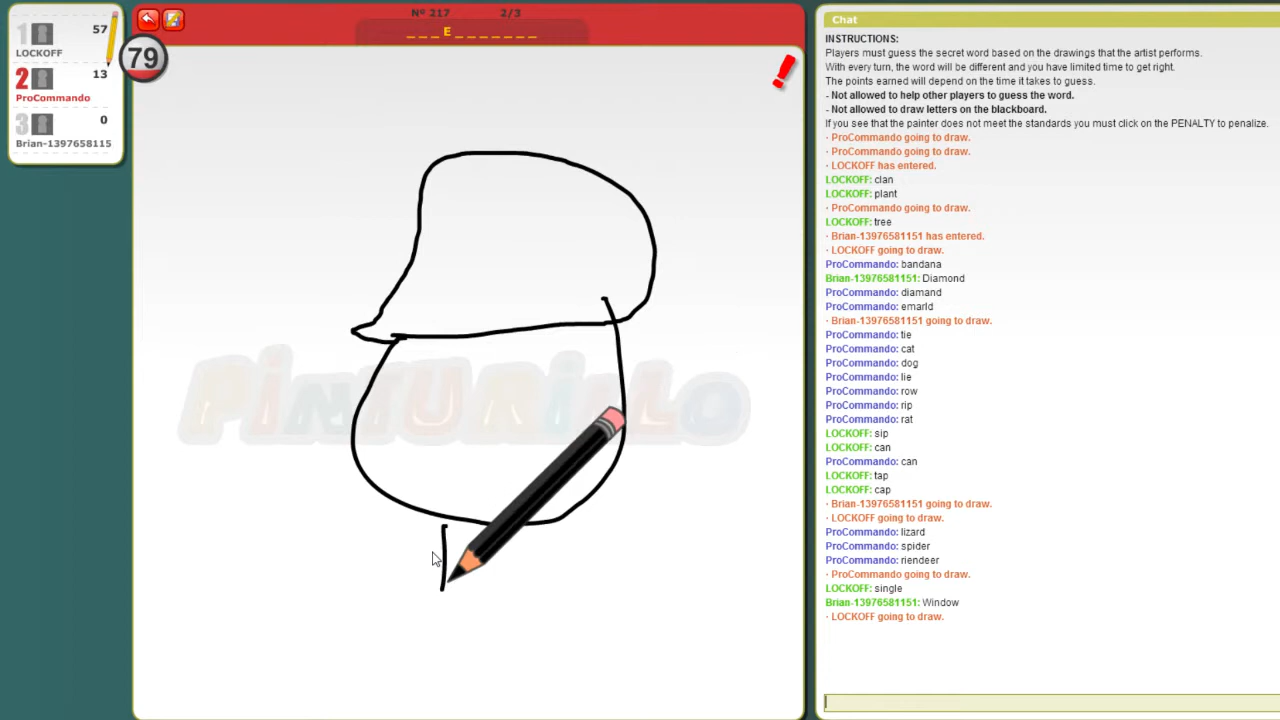 1
57
LOCKOFF
2
13
ProCommando
3
0
Brian-1397658115
79
Nº 217 2/3
_ _ _ E _ _ _ _ _ _ _
PINTURILLO
Chat
INSTRUCTIONS:
Players must guess the secret word based on the drawings that the artist performs.
With every turn, the word will be different and you have limited time to get right.
The points earned will depend on the time it takes to guess.
- Not allowed to help other players to guess the word.
- Not allowed to draw letters on the blackboard.
If you see that the painter does not meet the standards you must click on the PENALTY to penalize.
· ProCommando going to draw.
· ProCommando going to draw.
· LOCKOFF has entered.
LOCKOFF: clan
LOCKOFF: plant
· ProCommando going to draw.
LOCKOFF: tree
· Brian-13976581151 has entered.
· LOCKOFF going to draw.
ProCommando: bandana
Brian-13976581151: Diamond
ProCommando: diamand
ProCommando: emarld
· Brian-13976581151 going to draw.
ProCommando: tie
ProCommando: cat
ProCommando: dog
ProCommando: lie
ProCommando: row
ProCommando: rip
ProCommando: rat
LOCKOFF: sip
LOCKOFF: can
ProCommando: can
LOCKOFF: tap
LOCKOFF: cap
· Brian-13976581151 going to draw.
· LOCKOFF going to draw.
ProCommando: lizard
ProCommando: spider
ProCommando: riendeer
· ProCommando going to draw.
LOCKOFF: single
Brian-13976581151: Window
· LOCKOFF going to draw.